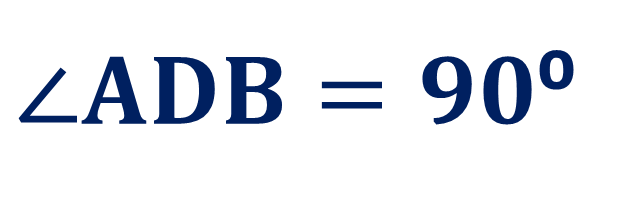 ∠ADB = 90º